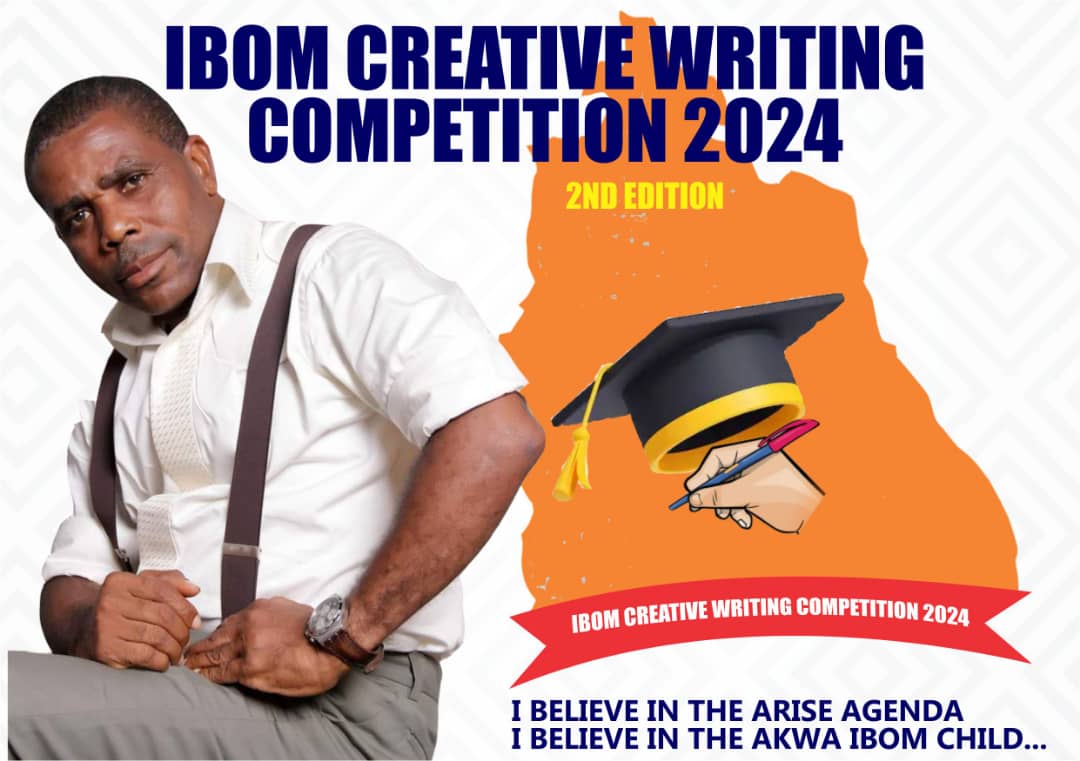 IBOM CREATIVE WRITING
COMPETITION 2024
2ND EDITION
IBOM CREATIVE WRITING COMPETITION 2024
I BELIEVE IN THE ARISE AGENDA
I BELIEVE IN THE AKWA IBOM CHILD...